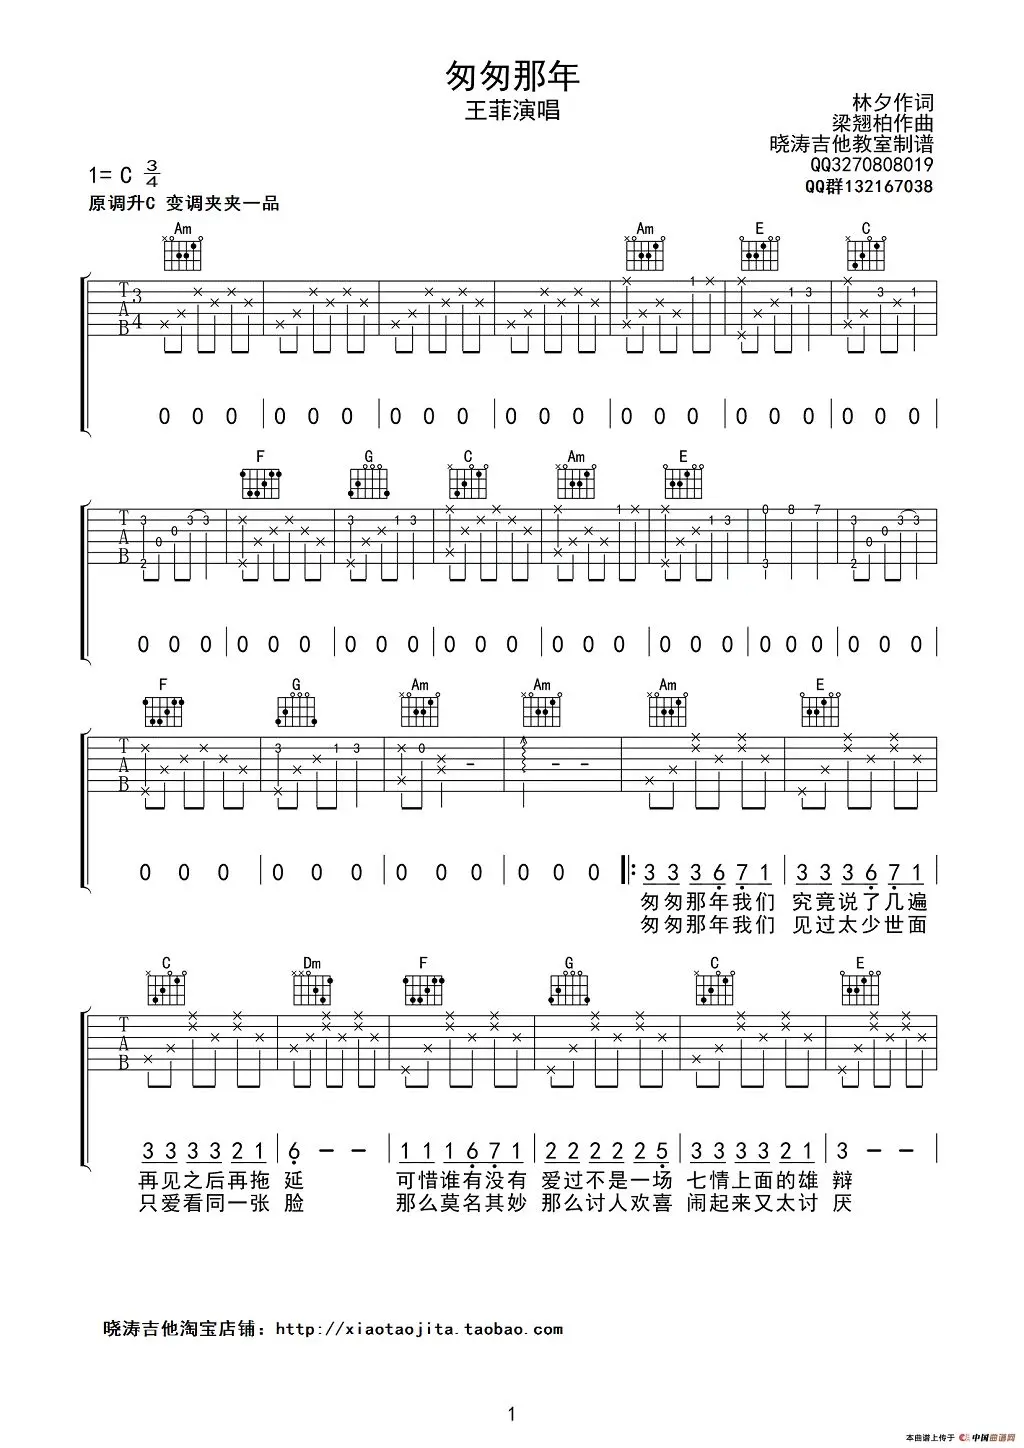 匆匆那年
王菲演唱
林夕作词
梁翘柏作曲
晓涛吉他教室制谱
QQ3270808019
QQ群132167038
1= C 3/4
原调升C 变调夹夹一品
Am Am E C
T A B 3 4 1 1 3 3 1
0 0 0 0 0 0 0 0 0 0 0 0 0 0 0 0 0 0 0 0 0
F G C Am E
T A B 3 2 0 0 3 3 3 1 3 1 1 3 0 3 8 7 3 2 0 0 3 3
0 0 0 0 0 0 0 0 0 0 0 0 0 0 0 0 0 0 0 0 0 0 0 0
F G Am Am Am E
T A B 3 1 3 0 - - -
0 0 0 0 0 0 0 0 0 0 0 0 3 3 3 6 7 1 3 3 3 6 7 1
匆匆那年我们 究竟说了几遍
匆匆那年我们 见过太少世面
C Dm F G C E
T A B
3 3 3 3 2 1 6 - - 1 1 1 6 7 1 2 2 2 2 2 5 3 3 3 3 2 1 3 - -
再见之后再拖 延 可惜谁有没有 爱过不是一场 七情上面的雄 辩
只爱看同一张 脸 那么莫名其妙 那么讨人欢喜 闹起来又太讨 厌
晓涛吉他淘宝店铺：http://xiaotaojita.taobao.com
1
本曲谱上传于 中国曲谱网